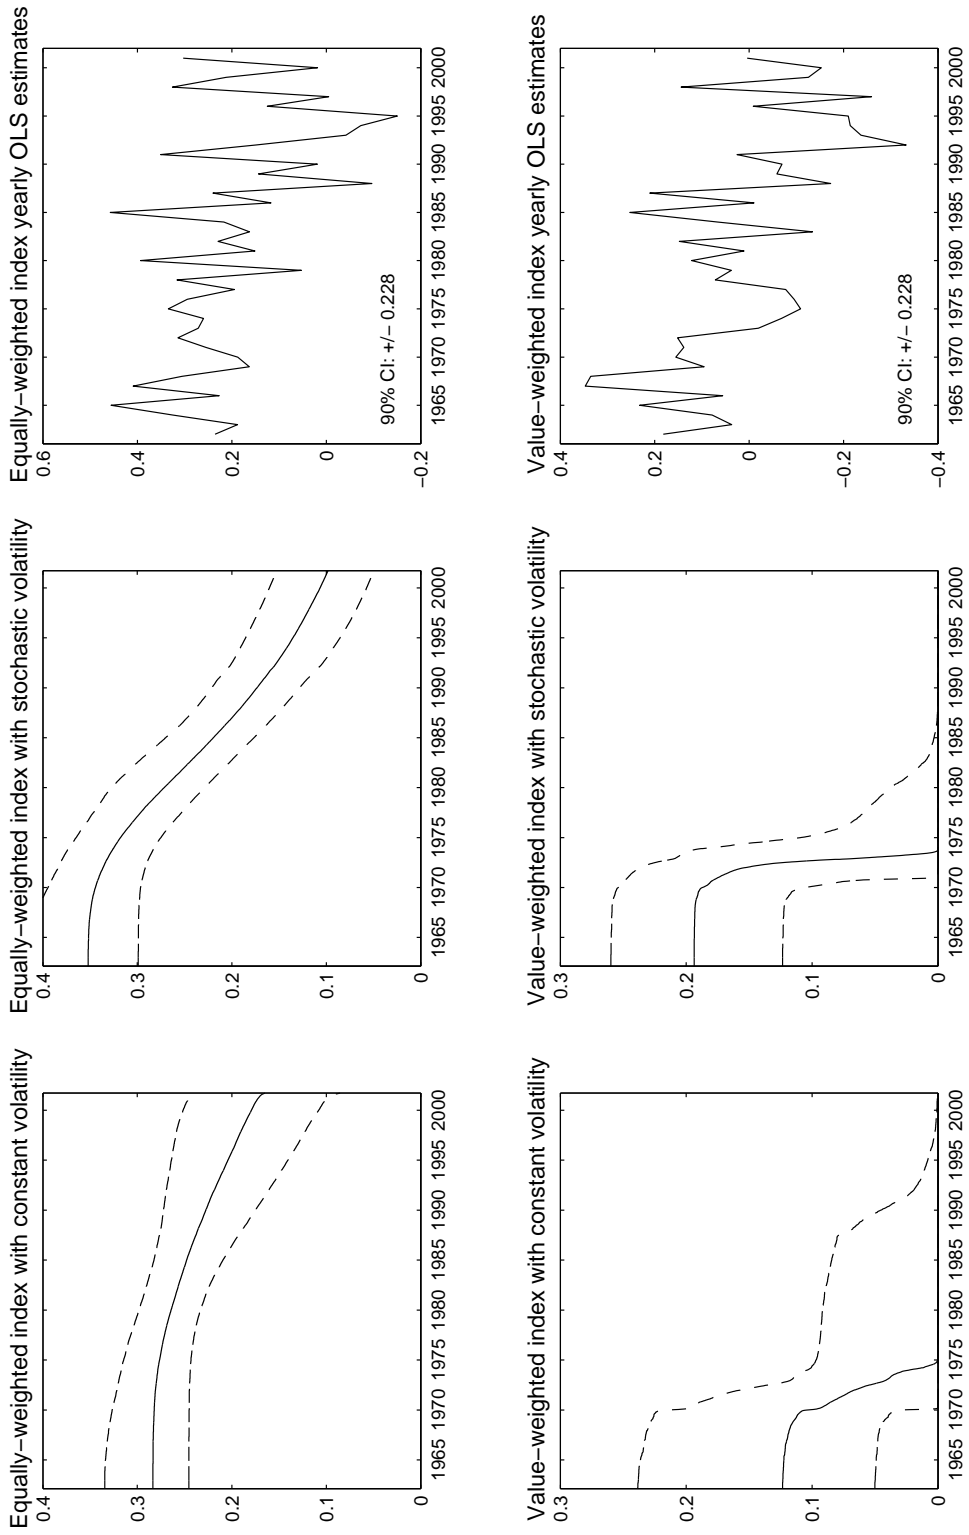 Equally−weighted index with constant volatility
0.4
0.3
0.2
0.1
0
1965 1970 1975 1980 1985 1990 1995 2000
Equally−weighted index with stochastic volatility
0.4
0.3
0.2
0.1
0
1965 1970 1975 1980 1985 1990 1995 2000
Equally−weighted index yearly OLS estimates
0.6
0.4
0.2
0
−0.2
90% CI: +/− 0.228
1965 1970 1975 1980 1985 1990 1995 2000
Value−weighted index with constant volatility
0.3
0.2
0.1
0
1965 1970 1975 1980 1985 1990 1995 2000
Value−weighted index with stochastic volatility
0.3
0.2
0.1
0
1965 1970 1975 1980 1985 1990 1995 2000
Value−weighted index yearly OLS estimates
0.4
0.2
0
−0.2
−0.4
90% CI: +/− 0.228
1965 1970 1975 1980 1985 1990 1995 2000